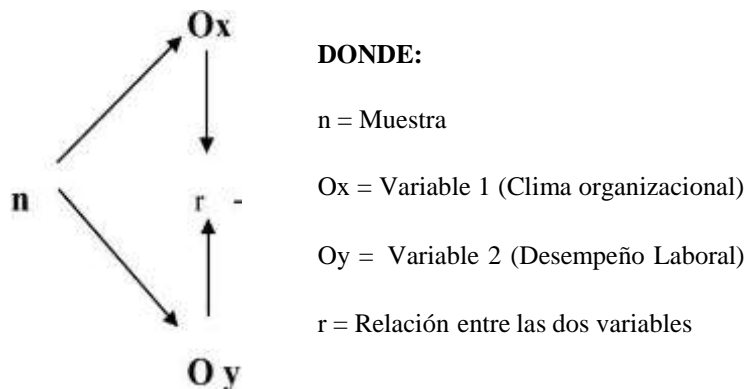 Ox
DONDE:
n = Muestra
n
r -
Ox = Variable 1 (Clima organizacional)
Oy = Variable 2 (Desempeño Laboral)
r = Relación entre las dos variables
O y